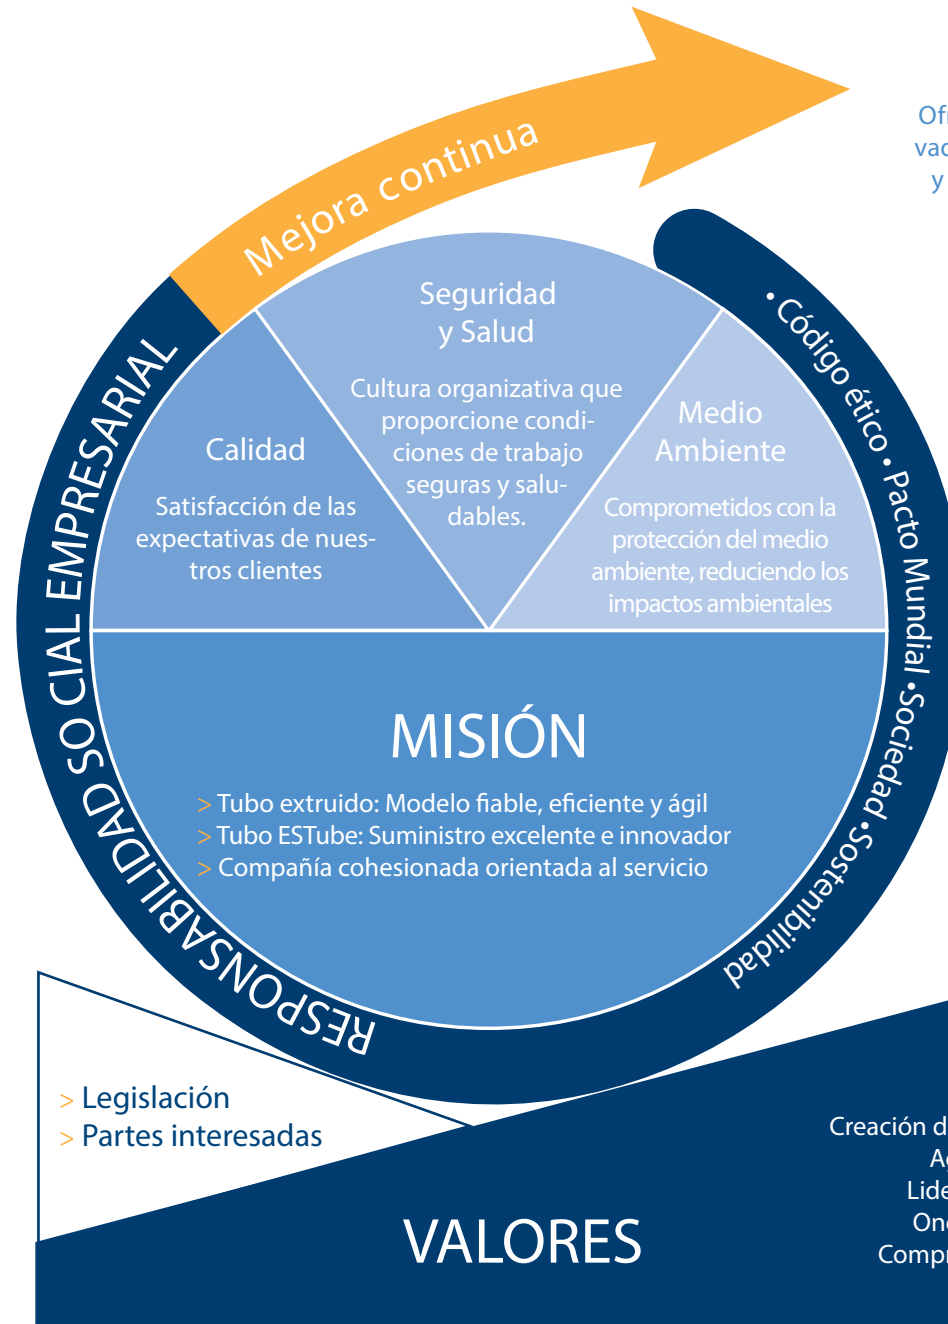 Mejora continua
Seguridad
y Salud
Cultura organizativa que
proporcione condi-
ciones de trabajo
seguras y salu-
dables.
Calidad
Satisfacción de las
expectativas de nues-
tros clientes
Medio
Ambiente
Comprometidos con la
protección del medio
ambiente, reduciendo los
impactos ambientales
• Código ético • Pacto Mundial •Sociedad •Sostenibilidad
RESPONSABILIDAD SO CIAL EMPRESARIAL
MISIÓN
> Tubo extruido: Modelo fiable, eficiente y ágil
> Tubo ESTube: Suministro excelente e innovador
> Compañía cohesionada orientada al servicio
> Legislación
> Partes interesadas
VALORES
y
Creación